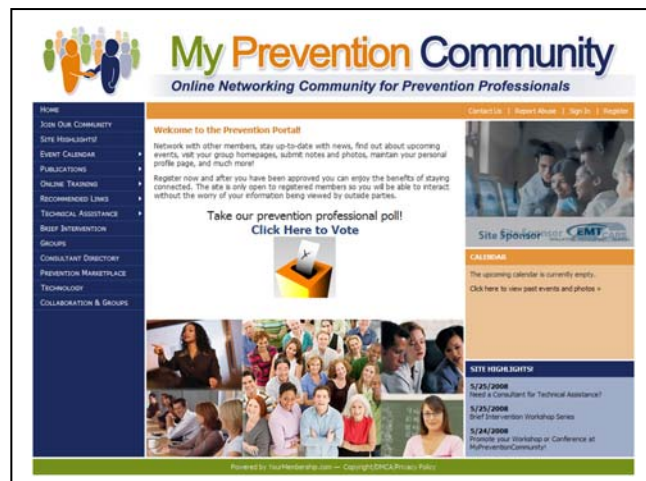 My Prevention Community
Online Networking Community for Prevention Professionals
Contact Us | Report Abuse | Sign In | Register
HOME
JOIN OUR COMMUNITY
SITE HIGHLIGHTS!
EVENT CALENDAR
PUBLICATIONS
ONLINE TRAINING
RECOMMENDED LINKS
TECHNICAL ASSISTANCE
BRIEF INTERVENTION
GROUPS
CONSULTANT DIRECTORY
PREVENTION MARKETPLACE
TECHNOLOGY
COLLABORATION & GROUPS
Welcome to the Prevention Portal!
Network with other members, stay up-to-date with news, find out about upcoming
events, visit your group homepages, submit notes and photos, maintan your personal
profile page, and much more!
Register now and after you have been approved you can enjoy the benefits of staying
connected. The site is only open to registered members so you will be able to interact
without the worry of your information being viewed by outside parties.
Take our prevention professional poll!
Click Here to Vote
Site Sponsor EMT
CALENDAR
The upcoming calendar is currently empty.
Click here to view past events and photos »
SITE HIGHLIGHTS!
5/25/2008
Need a Consultant for Technical Assistance?
5/25/2008
Brief Intervention Workshop Series
5/24/2008
Promote your Workshop or Conference at
MyPreventionCommunity!
Powered by YourMembership.com — Copyright/DMCA/Privacy Policy